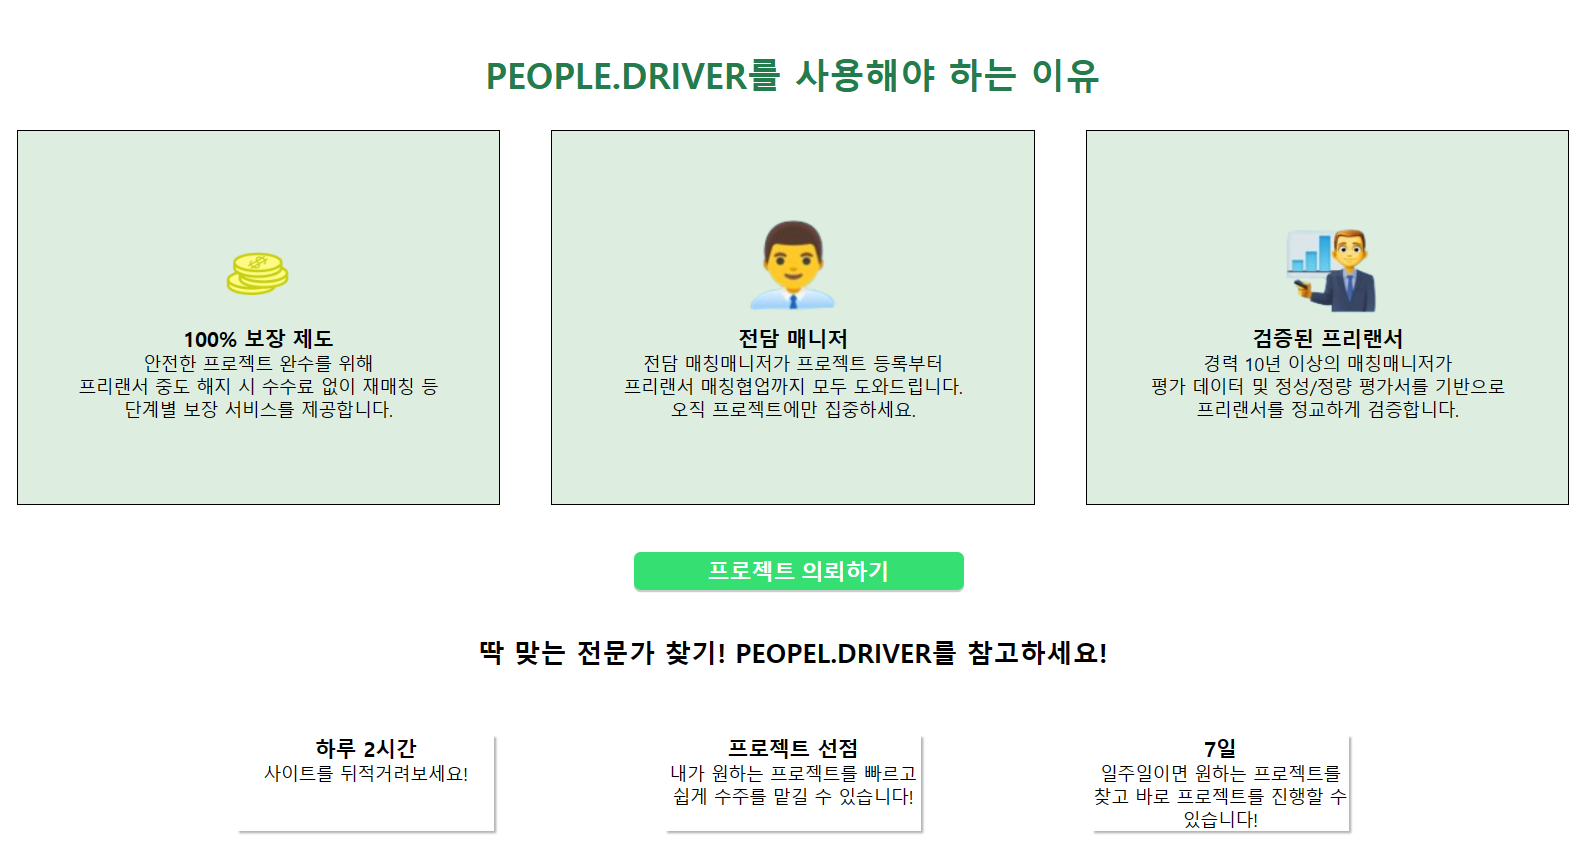 PEOPLE.DRIVER를 사용해야 하는 이유
100% 보장 제도
안전한 프로젝트 완수를 위해
프리랜서 중도 해지 시 수수료 없이 재매칭 등
단계별 보장 서비스를 제공합니다.
전담 매니저
전담 매칭매니저가 프로젝트 등록부터
프리랜서 매칭협업까지 모두 도와드립니다.
오직 프로젝트에만 집중하세요.
검증된 프리랜서
경력 10년 이상의 매칭매니저가
평가 데이터 및 정성/정량 평가서를 기반으로
프리랜서를 정교하게 검증합니다.
프로젝트 의뢰하기
딱 맞는 전문가 찾기! PEOPEL.DRIVER를 참고하세요!
하루 2시간
사이트를 뒤적거려보세요!
프로젝트 선점
내가 원하는 프로젝트를 빠르고
쉽게 수주를 맡길 수 있습니다!
7일
일주일이면 원하는 프로젝트를
찾고 바로 프로젝트를 진행할 수
있습니다!